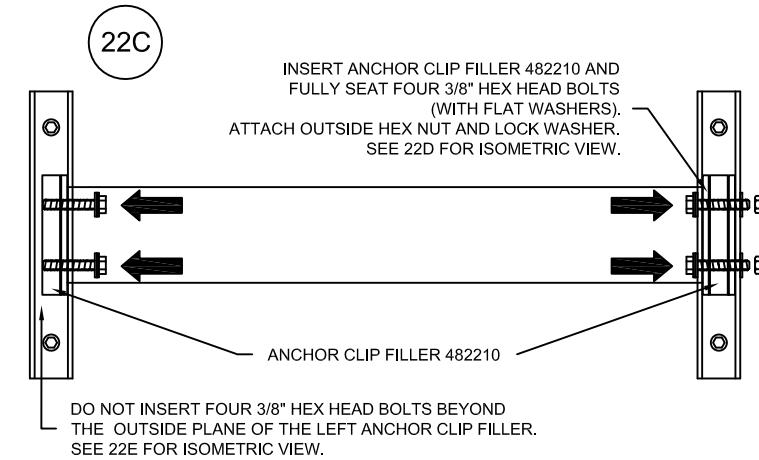 22C
INSERT ANCHOR CLIP FILLER 482210 AND
FULLY SEAT FOUR 3/8" HEX HEAD BOLTS
(WITH FLAT WASHERS).
ATTACH OUTSIDE HEX NUT AND LOCK WASHER.
SEE 22D FOR ISOMETRIC VIEW.
ANCHOR CLIP FILLER 482210
DO NOT INSERT FOUR 3/8" HEX HEAD BOLTS BEYOND
THE OUTSIDE PLANE OF THE LEFT ANCHOR CLIP FILLER.
SEE 22E FOR ISOMETRIC VIEW.